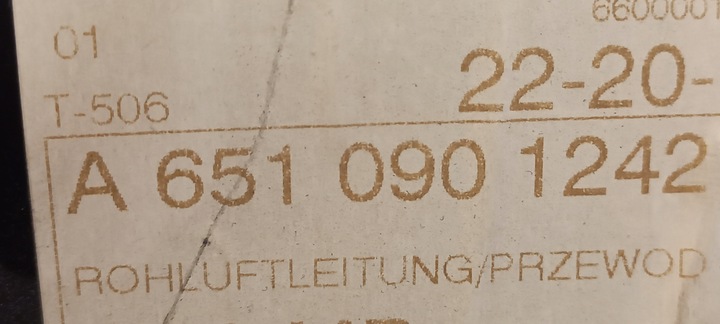 6600001
01
22-20-
T-506
A 651 090 1242
ROHLUFTLEITUNG/PRZEWOD